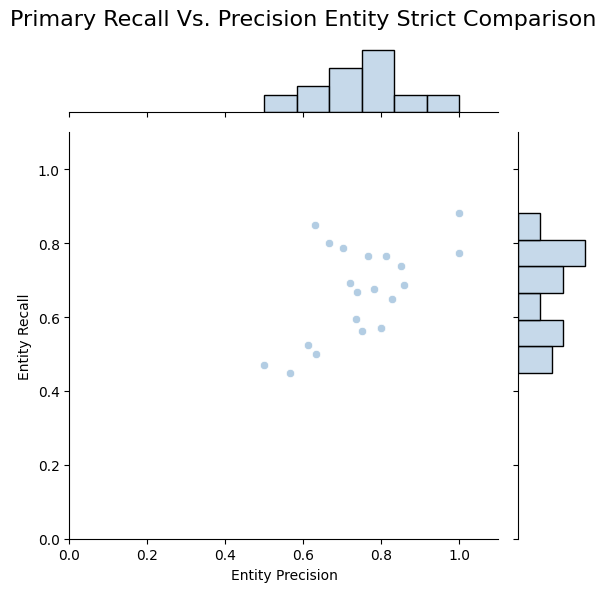 Primary Recall Vs. Precision Entity Strict Comparison
1.0
0.8
0.6
0.4
0.2
0.0
Entity Recall
0.0 0.2 0.4 0.6 0.8 1.0
Entity Precision